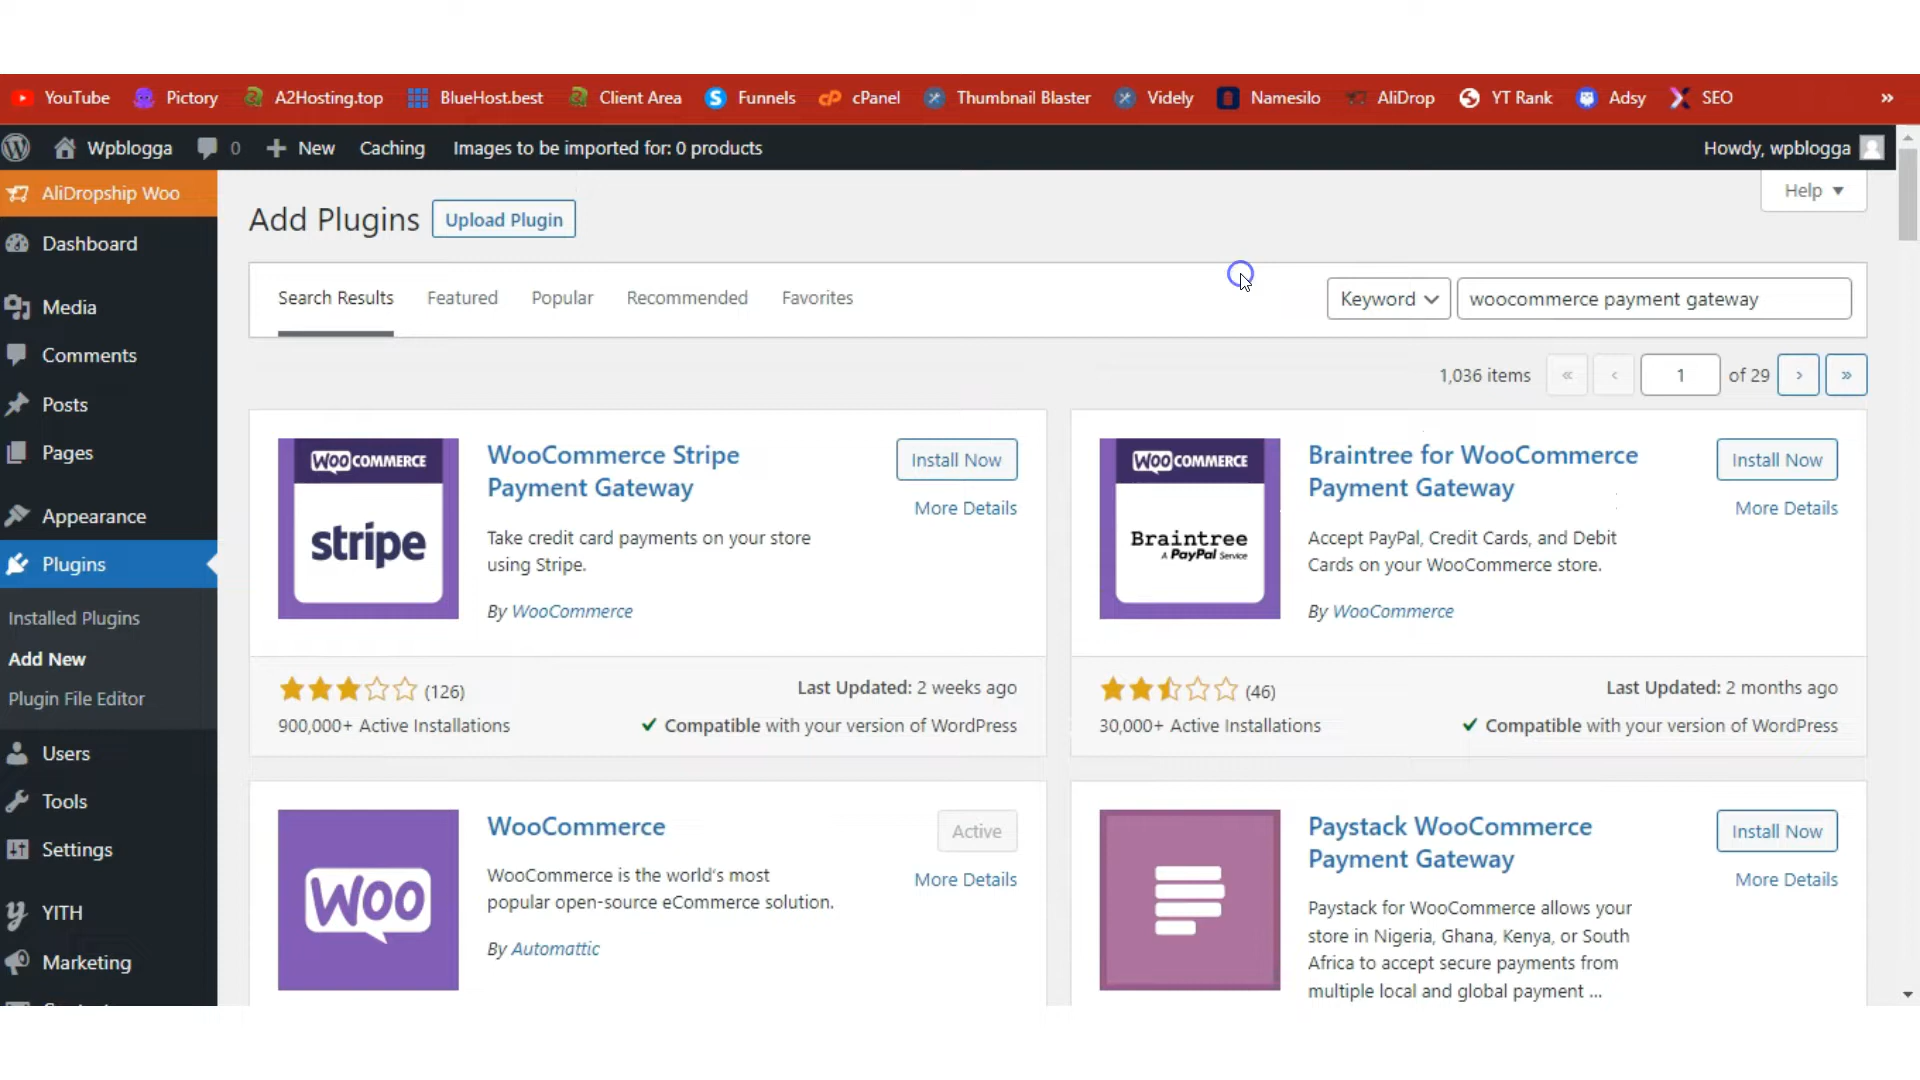 YouTube Pictory A2Hosting.top BlueHost.best Client Area Funnels cPanel Thumbnail Blaster Videly Namesilo AliDrop YT Rank Adsy SEO »
Wpblogga 0 + New Caching Images to be imported for: 0 products Howdy, wpblogga
AliDropship Woo
Dashboard
Media
Comments
Posts
Pages
Appearance
Plugins
Installed Plugins
Add New
Plugin File Editor
Users
Tools
Settings
YITH
Marketing
Help
Add Plugins Upload Plugin
Search Results Featured Popular Recommended Favorites Keyword woocommerce payment gateway
1,036 items « ‹ 1 of 29 › »
WOO COMMERCE
stripe
WooCommerce Stripe
Payment Gateway
Install Now
More Details
Take credit card payments on your store
using Stripe.
By WooCommerce
(126)
Last Updated: 2 weeks ago
900,000+ Active Installations
Compatible with your version of WordPress
WOO COMMERCE
Braintree
A PayPal Service
Braintree for WooCommerce
Payment Gateway
Install Now
More Details
Accept PayPal, Credit Cards, and Debit
Cards on your WooCommerce store.
By WooCommerce
(46)
Last Updated: 2 months ago
30,000+ Active Installations
Compatible with your version of WordPress
WOO
WooCommerce
Active
More Details
WooCommerce is the world's most
popular open-source eCommerce solution.
By Automattic
Paystack WooCommerce
Payment Gateway
Install Now
More Details
Paystack for WooCommerce allows your
store in Nigeria, Ghana, Kenya, or South
Africa to accept secure payments from
multiple local and global payment ...